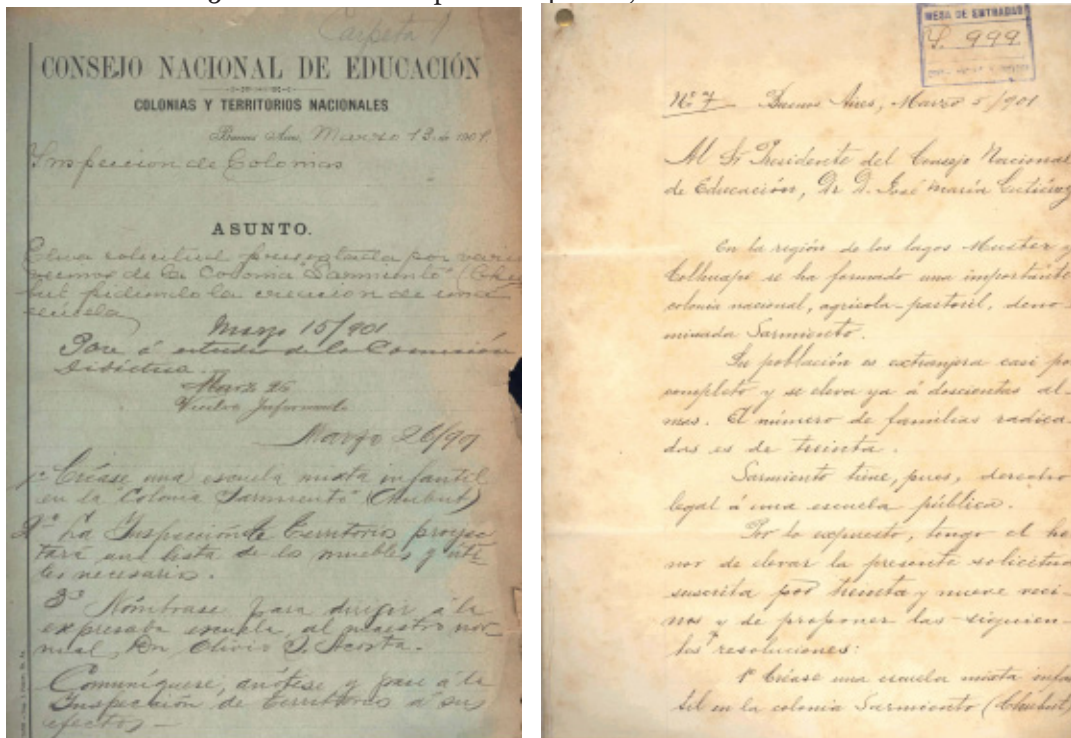 Carpeta 1
CONSEJO NACIONAL DE EDUCACIÓN
COLONIAS Y TERRITORIOS NACIONALES
Buenos Aires, Marzo 13 de 1901.
Inspeccion de Colonias
ASUNTO.
Eleva solicitud presentada por vario
vecinos de la Colonia "Sarmiento" (Chu
but pidiendo la creacion de una
escuela
Marzo 15/901
Pase á estudio de la Comisión
Didáctica.
Marzo 26
Vuelva Informando
Marzo 26/901
1º Créase una escuela mixta infantil
en la "Colonia Sarmiento" (Chubut)
2º La Inspección de Territorios proyec
tará una lista de los muebles y úti
les necesarios.
3º Nómbrase para dirigir á la
expresada escuela, al maestro nor
mal, Don Olivio S. Acosta.
Comuníquese, anótese y pase á la
Inspección de Territorios á sus
efectos —
MESA DE ENTRADAS
999
Nº 7 Buenos Aires, Marzo 5/901
Al Sr Presidente del Consejo Nacional
de Educación, Dr D. José María Gutiérrez
En la región de los lagos Muster y
Colhuapi se ha formado una importante
colonia nacional, agrícola-pastoril, deno-
minada Sarmiento.
Su población es extranjera casi por
completo y se eleva ya á doscientas al-
mas. El número de familias radica-
das es de treinta.
Sarmiento tiene, pues, derecho
legal á una escuela pública.
Por lo expuesto, tengo el ho
nor de elevar la presente solicitud
suscrita por treinta y nueve veci-
nos y de proponer las siguien-
tes resoluciones:
1º Créase una escuela mixta infan
til en la colonia Sarmiento (Chubut)